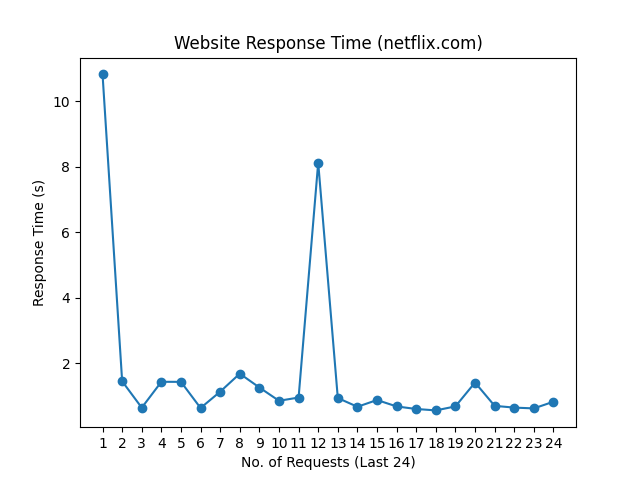 Website Response Time (netflix.com)
Response Time (s)
10
8
6
4
2
1 2 3 4 5 6 7 8 9 10 11 12 13 14 15 16 17 18 19 20 21 22 23 24
No. of Requests (Last 24)